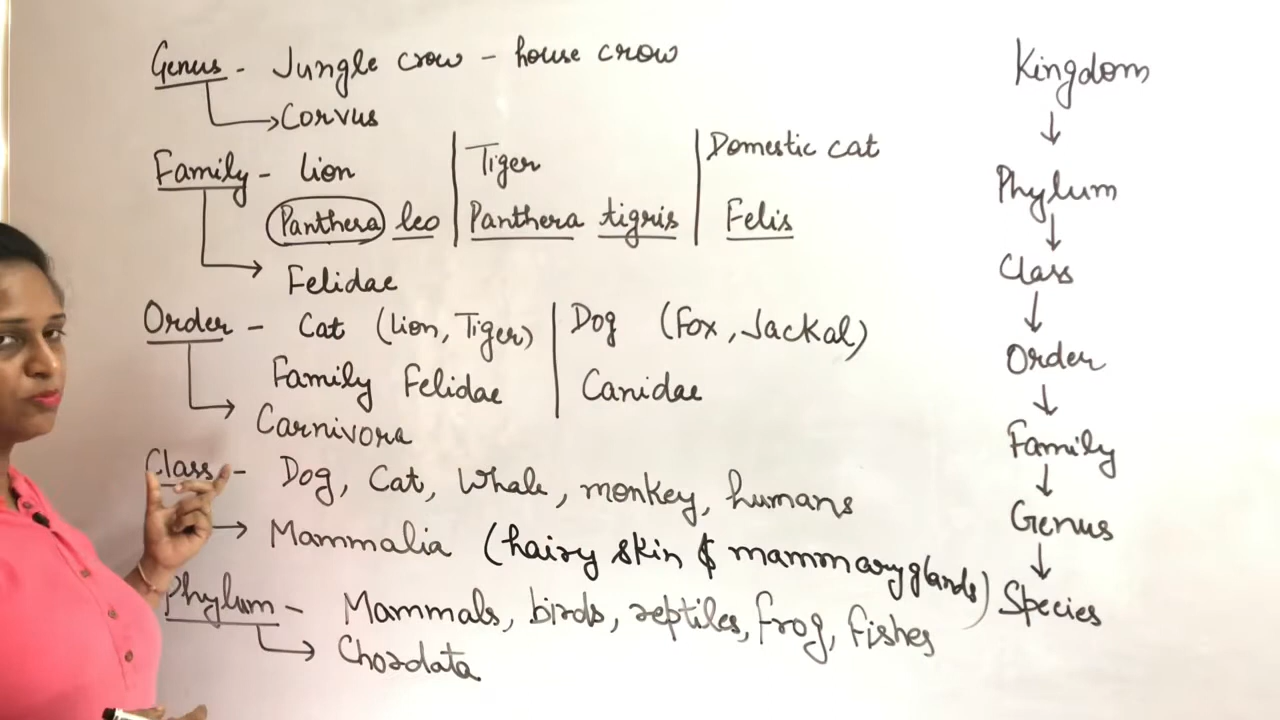 Genus - Jungle crow - house crow
Corvus
Family - lion | Tiger | Domestic cat
Panthera leo | Panthera tigris | Felis
Felidae
Order - Cat (lion, Tiger) | Dog (Fox, Jackal)
Family Felidae | Canidae
Carnivora
Class - Dog, Cat, Whale, monkey, humans
Mammalia (hairy skin & mammary glands)
Phylum - Mammals, birds, reptiles, frog, fishes
Chordata
Kingdom
Phylum
Class
Order
Family
Genus
Species